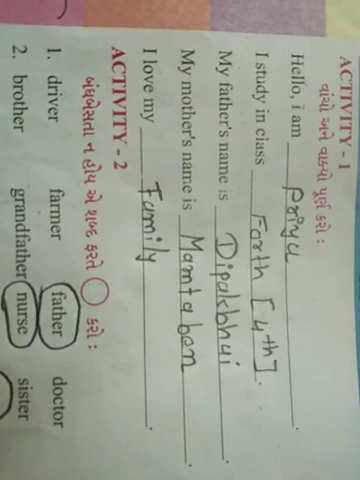 ACTIVITY - 1
વાંચો અને વાક્યો પૂર્ણ કરો :
Hello, I am Priya.
I study in class Forth [4th].
My father's name is Dipakbhai.
My mother's name is Mamtaben.
I love my Family.
ACTIVITY - 2
બંધબેસતા ન હોય એ શબ્દ ફરતે ◯ કરો :
1. driver farmer father doctor
2. brother grandfather nurse sister